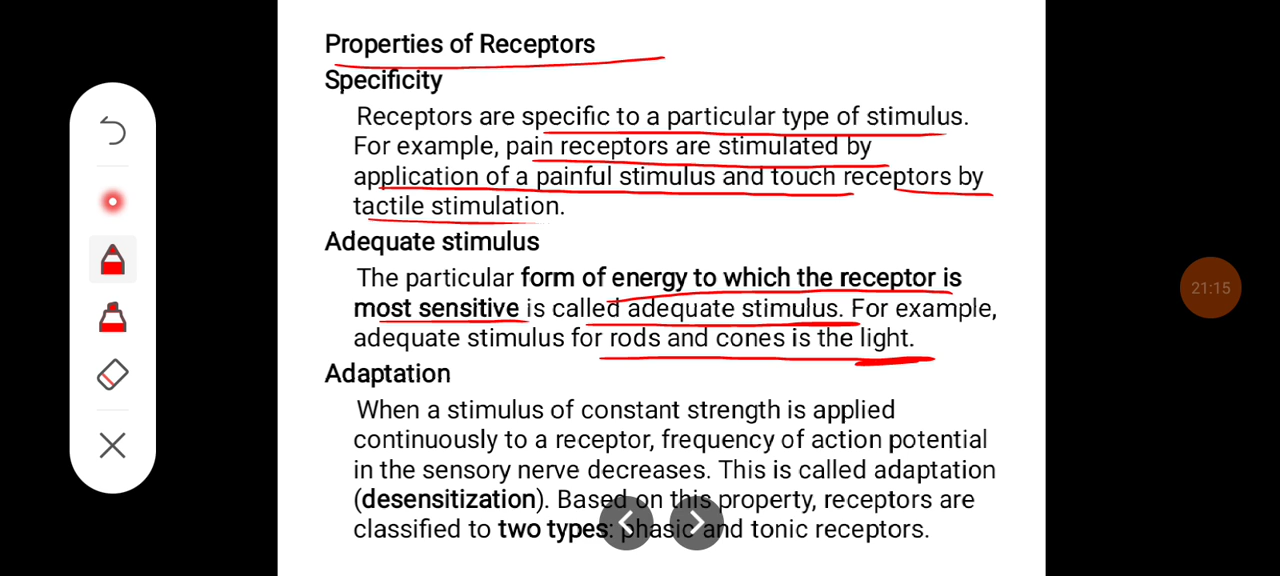 Properties of Receptors
Specificity
Receptors are specific to a particular type of stimulus.
For example, pain receptors are stimulated by
application of a painful stimulus and touch receptors by
tactile stimulation.
Adequate stimulus
The particular form of energy to which the receptor is
most sensitive is called adequate stimulus. For example,
adequate stimulus for rods and cones is the light.
21:15
Adaptation
When a stimulus of constant strength is applied
continuously to a receptor, frequency of action potential
in the sensory nerve decreases. This is called adaptation
(desensitization). Based on this property, receptors are
classified to two types: phasic and tonic receptors.